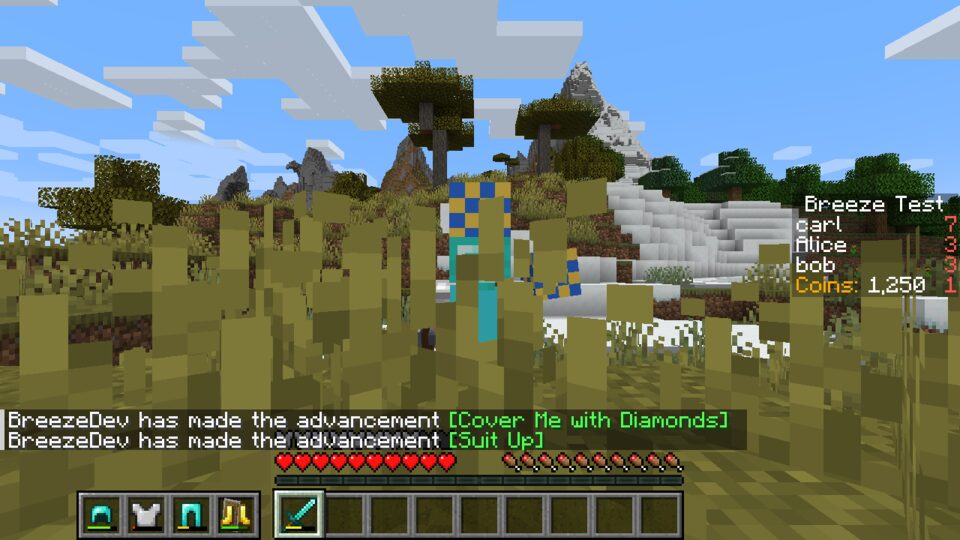 Breeze Test
carl 7
Alice 3
bob 3
Coins: 1,250 1
BreezeDev has made the advancement [Cover Me with Diamonds]
BreezeDev has made the advancement [Suit Up]